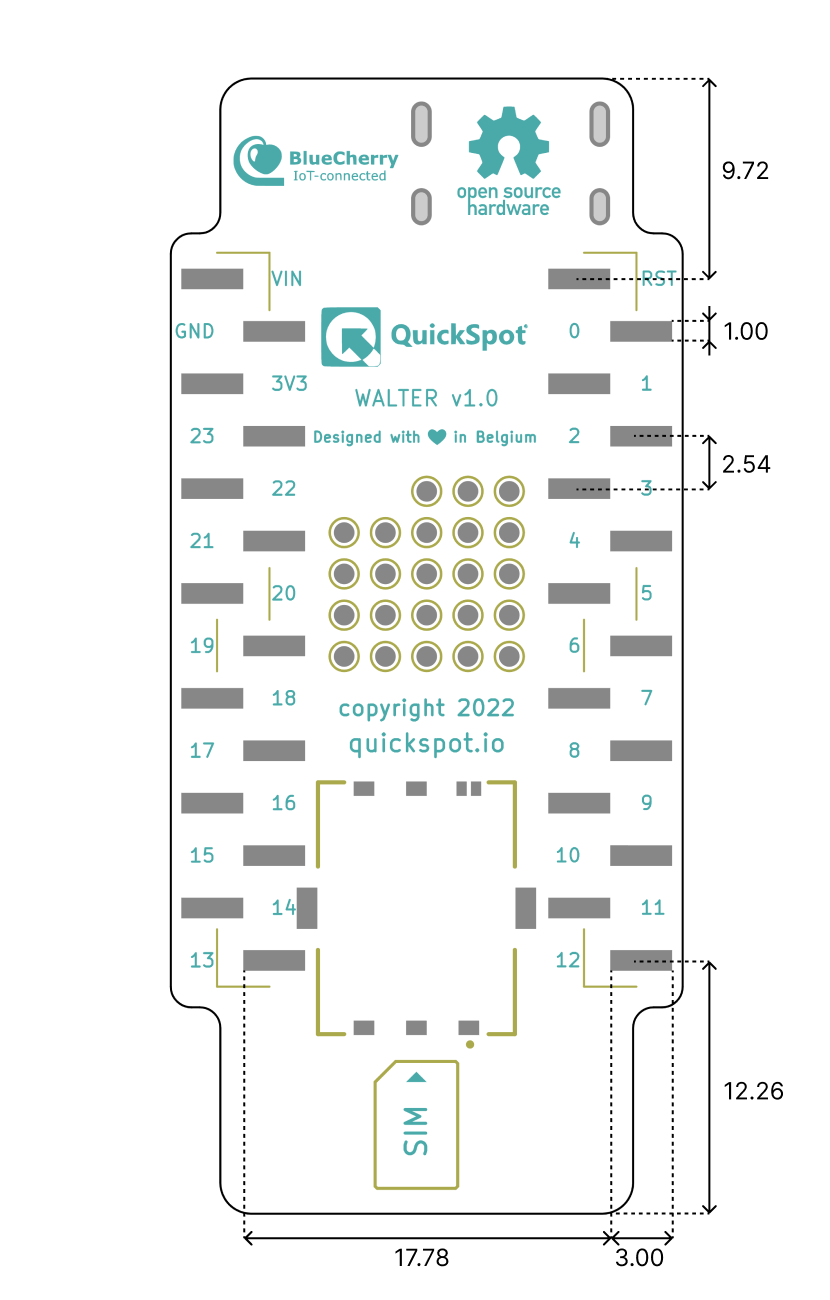 BlueCherry
IoT-connected
open source
hardware
9.72
VIN
RST
GND
QuickSpot
0
1.00
3V3
1
WALTER v1.0
23
Designed with in Belgium
2
2.54
22
3
21
4
20
5
19
6
18
7
copyright 2022
17
quickspot.io
8
16
9
15
10
14
11
13
12
12.26
SIM
17.78
3.00